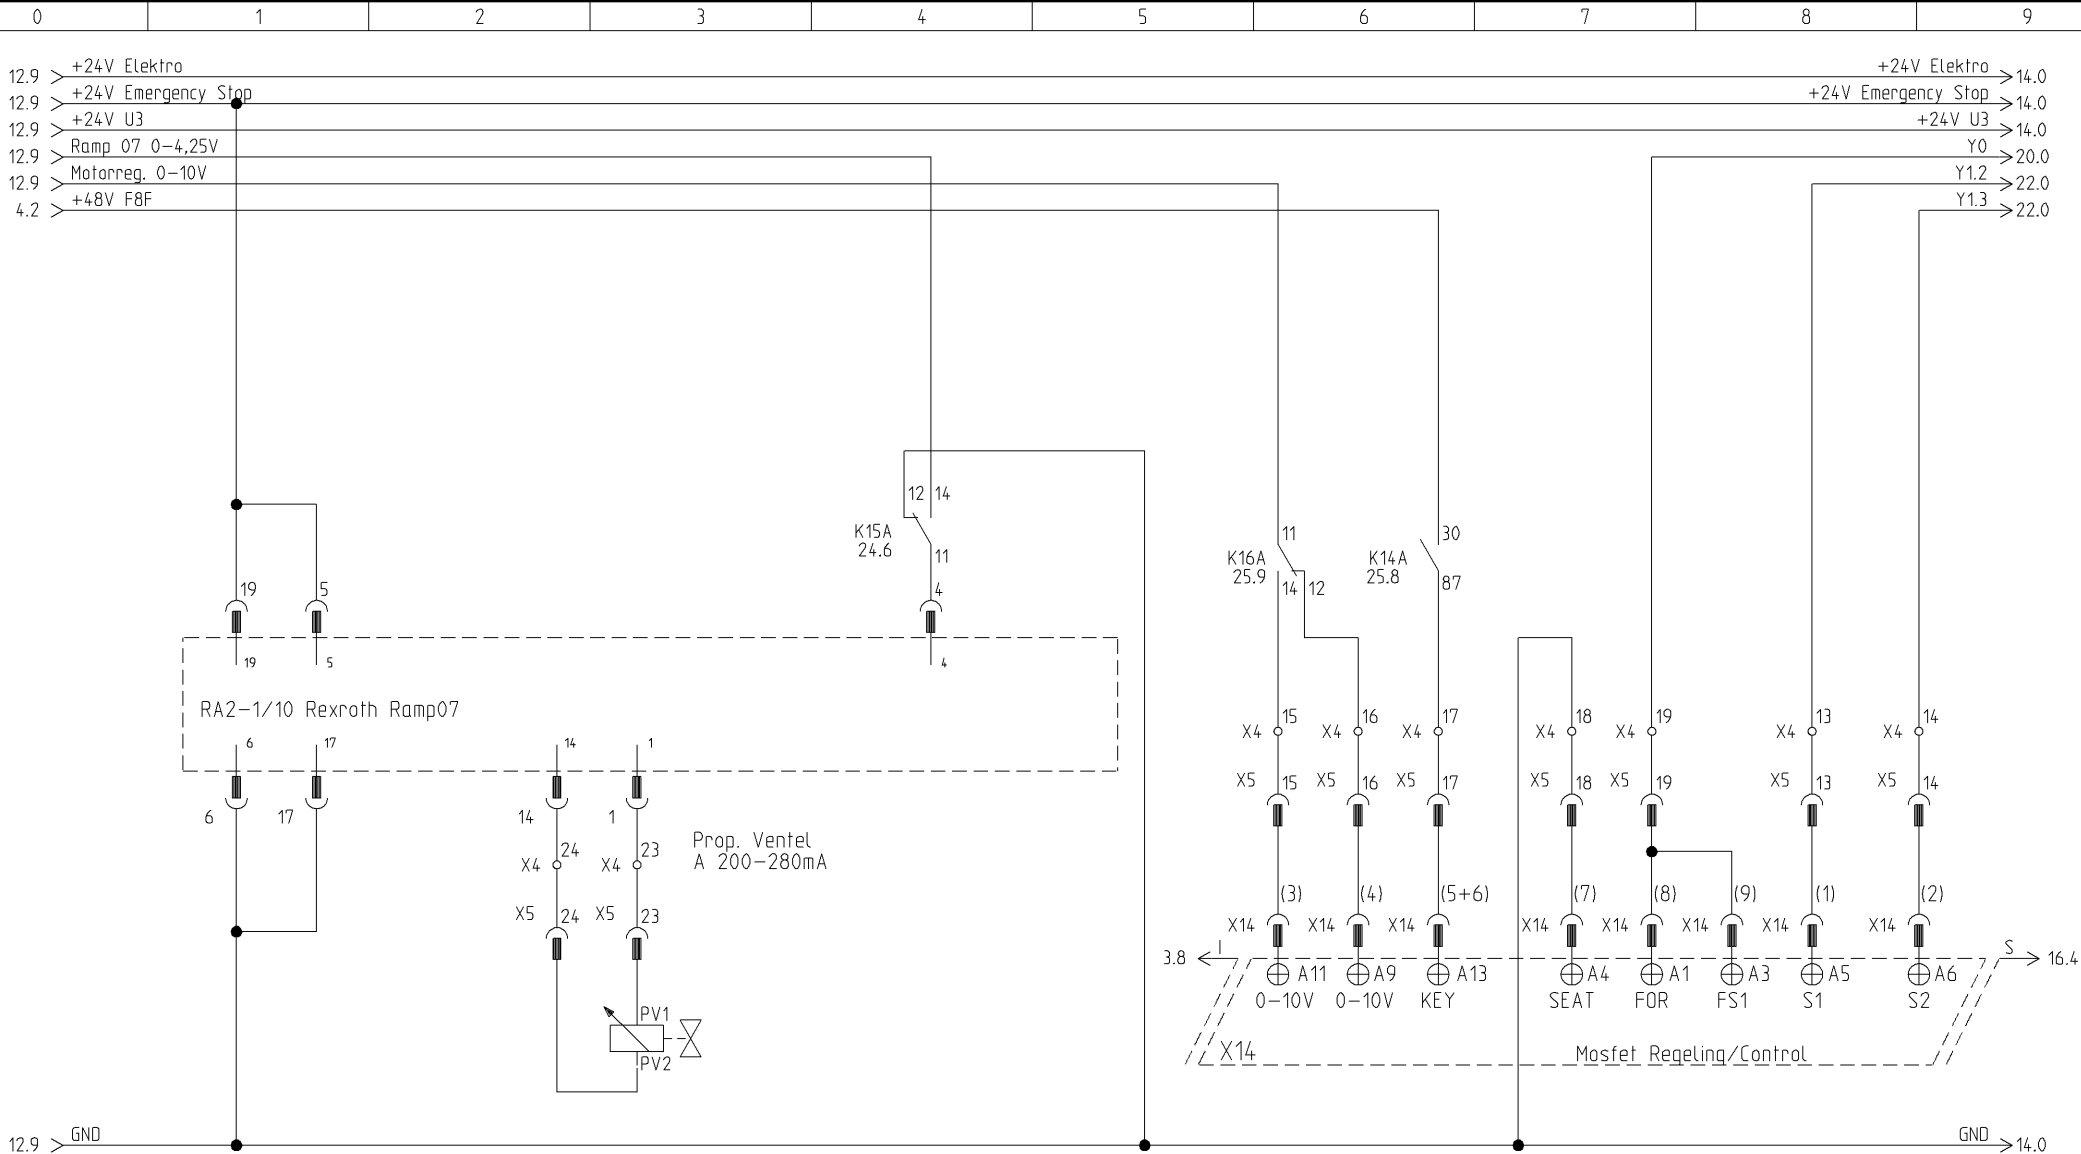 0 1 2 3 4 5 6 7 8 9
12.9 +24V Elektro +24V Elektro 14.0
12.9 +24V Emergency Stop +24V Emergency Stop 14.0
12.9 +24V U3 +24V U3 14.0
12.9 Ramp 07 0-4,25V Y0 20.0
12.9 Motorreg. 0-10V Y1.2 22.0
4.2 +48V F8F Y1.3 22.0
12 14
K15A
24.6
11
11
K16A
25.9
14 12
30
K14A
25.8
87
19 5 4
19 5 4
RA2-1/10 Rexroth Ramp07
6 17 14 1
6 17 14 1
15 16 17 18 19 13 14
X4 X4 X4 X4 X4 X4 X4
X5 15 X5 16 X5 17 X5 18 X5 19 X5 13 X5 14
Prop. Ventel
A 200-280mA
24 23
X4 X4
X5 24 X5 23
(3) (4) (5+6) (7) (8) (9) (1) (2)
X14 X14 X14 X14 X14 X14 X14 X14
3.8 I S 16.4
A11 A9 A13 A4 A1 A3 A5 A6
0-10V 0-10V KEY SEAT FOR FS1 S1 S2
PV1
PV2
X14 Mosfet Regeling/Control
12.9 GND GND 14.0